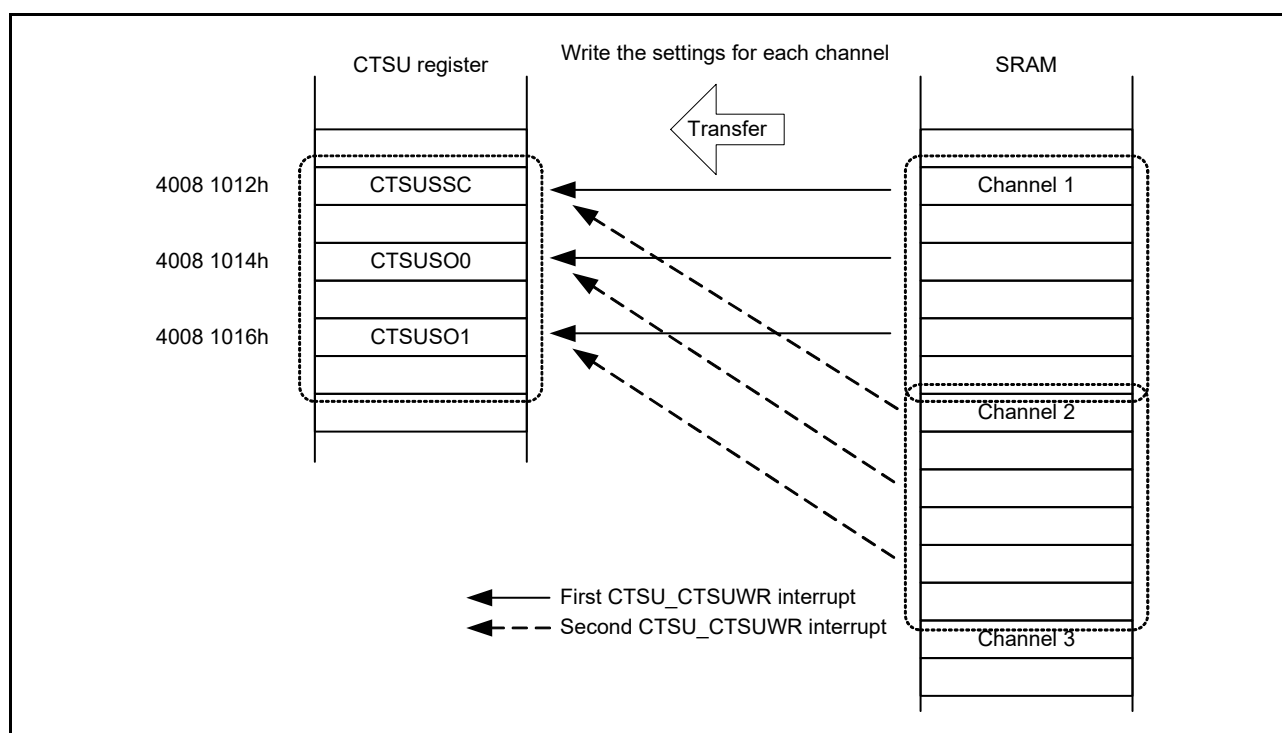 Write the settings for each channel
CTSU register
SRAM
Transfer
4008 1012h
CTSUSSC
Channel 1
4008 1014h
CTSUSO0
4008 1016h
CTSUSO1
Channel 2
First CTSU_CTSUWR interrupt
Second CTSU_CTSUWR interrupt
Channel 3